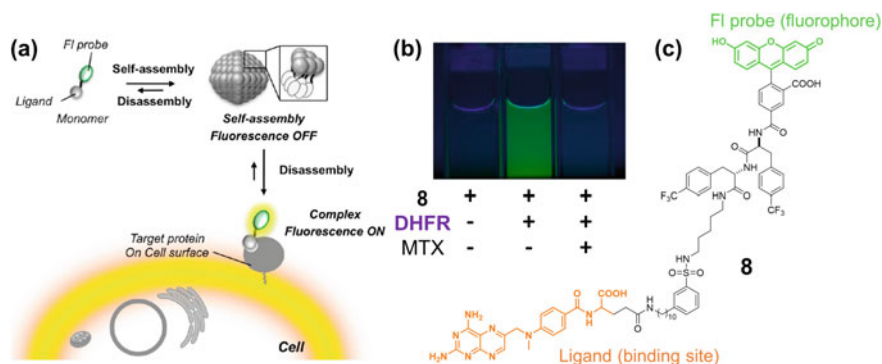 (a)
Fl probe
Ligand
Monomer
Self-assembly
Disassembly
Self-assembly
Fluorescence OFF
Disassembly
Complex
Fluorescence ON
Target protein
On Cell surface
Cell
(b)
8 + + +
DHFR - + +
MTX - - +
(c)
Fl probe (fluorophore)
HO O O
COOH
O
NH
O
NH
F₃C O
NH CF₃
HN
O=S=O
8
NH₂ O COOH
N N N N H O N H 10
H₂N N N
Ligand (binding site)